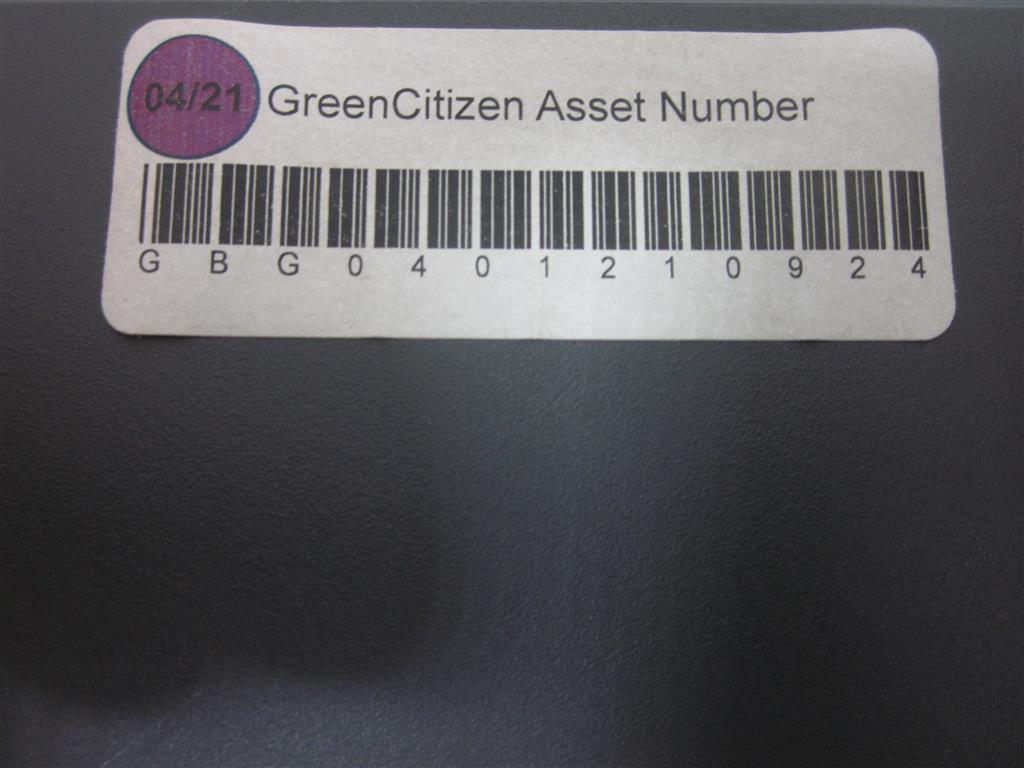 04/21 GreenCitizen Asset Number
G B G 0 4 0 1 2 1 0 9 2 4